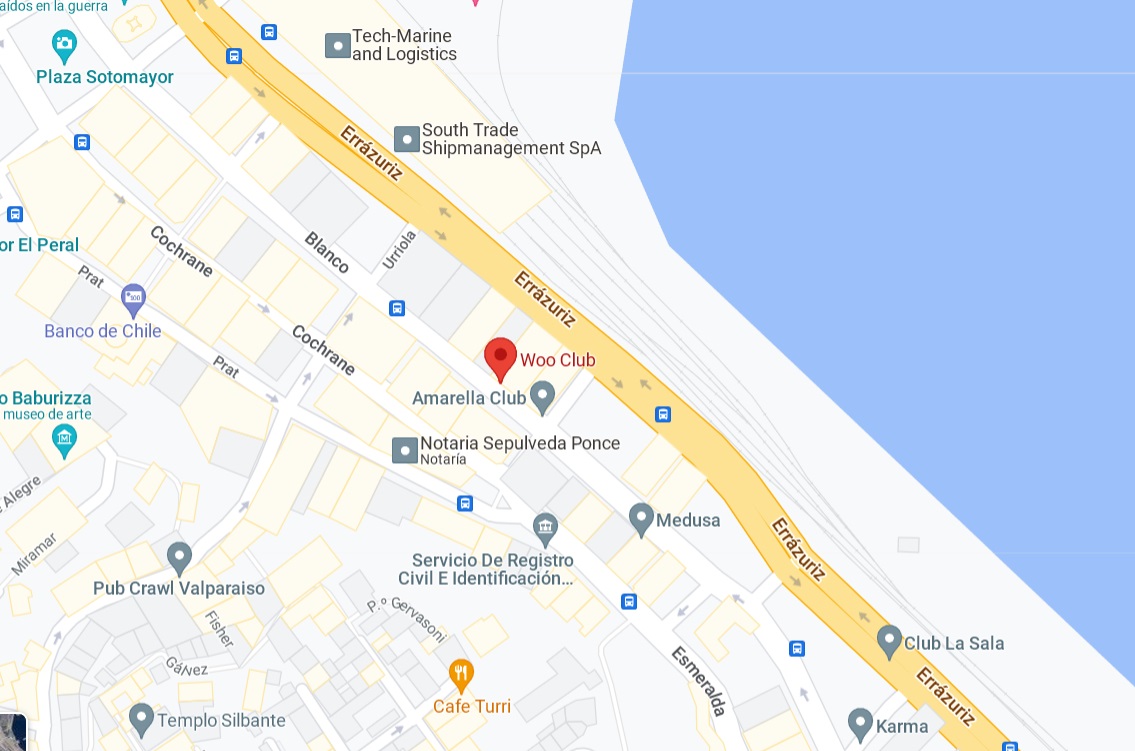 aídos en la guerra
Tech-Marine
and Logistics
Plaza Sotomayor
South Trade
Shipmanagement SpA
Errázuriz
or El Peral
Cochrane
Blanco
Urriola
Prat
Banco de Chile
Errázuriz
Cochrane
Prat
Woo Club
Amarella Club
o Baburizza
museo de arte
Notaria Sepulveda Ponce
Notaría
Alegre
Medusa
Miramar
Servicio De Registro
Civil E Identificación...
Errázuriz
Pub Crawl Valparaiso
P.º Gervasoni
Fisher
Club La Sala
Gálvez
Esmeralda
Errázuriz
Cafe Turri
Templo Silbante
Karma